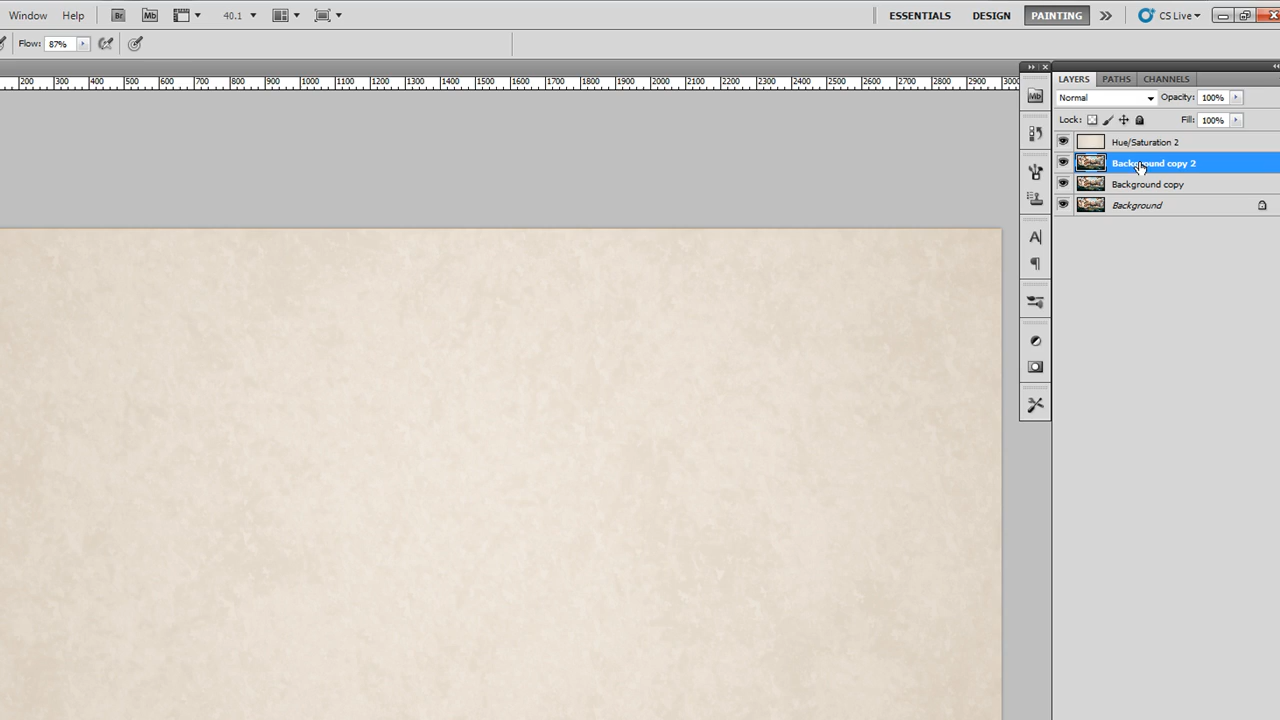 Window Help Br Mb 40.1 ESSENTIALS DESIGN PAINTING CS Live
Flow: 87%
200 300 400 500 600 700 800 900 1000 1100 1200 1300 1400 1500 1600 1700 1800 1900 2000 2100 2200 2300 2400 2500 2600 2700 2800 2900 3000
LAYERS PATHS CHANNELS
Mb
Normal Opacity: 100%
Lock: Fill: 100%
Hue/Saturation 2
Background copy 2
Background copy
Background
A